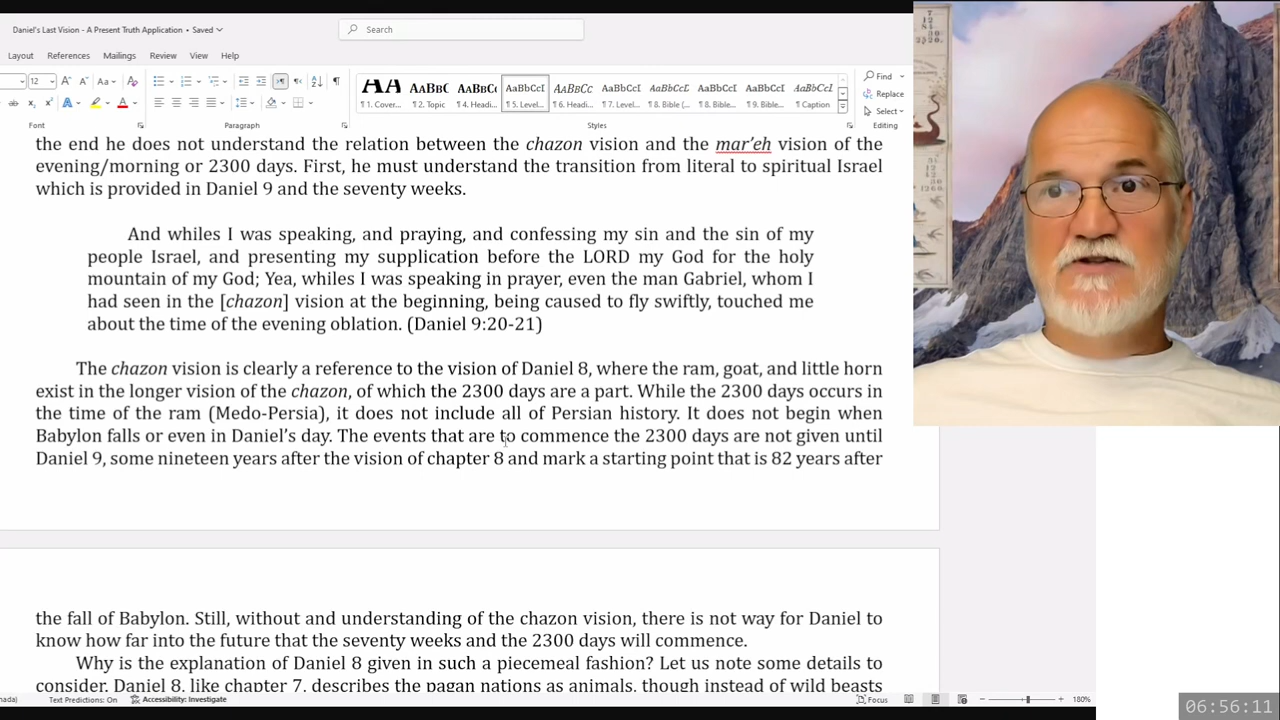 Daniel's Last Vision - A Present Truth Application • Saved
Search
Layout References Mailings Review View Help
12
Aa
1. Cover... 2. Topic 4. Headi... 5. Level... 6. Headi... 7. Level... 8. Bible (... 8. Bible... 9. Bible... Caption
Find
Replace
Select
Font Paragraph Styles Editing
the end he does not understand the relation between the chazon vision and the mar'eh vision of the
evening/morning or 2300 days. First, he must understand the transition from literal to spiritual Israel
which is provided in Daniel 9 and the seventy weeks.
And whiles I was speaking, and praying, and confessing my sin and the sin of my
people Israel, and presenting my supplication before the LORD my God for the holy
mountain of my God; Yea, whiles I was speaking in prayer, even the man Gabriel, whom I
had seen in the [chazon] vision at the beginning, being caused to fly swiftly, touched me
about the time of the evening oblation. (Daniel 9:20-21)
The chazon vision is clearly a reference to the vision of Daniel 8, where the ram, goat, and little horn
exist in the longer vision of the chazon, of which the 2300 days are a part. While the 2300 days occurs in
the time of the ram (Medo-Persia), it does not include all of Persian history. It does not begin when
Babylon falls or even in Daniel's day. The events that are to commence the 2300 days are not given until
Daniel 9, some nineteen years after the vision of chapter 8 and mark a starting point that is 82 years after
the fall of Babylon. Still, without and understanding of the chazon vision, there is not way for Daniel to
know how far into the future that the seventy weeks and the 2300 days will commence.
Why is the explanation of Daniel 8 given in such a piecemeal fashion? Let us note some details to
consider. Daniel 8, like chapter 7, describes the pagan nations as animals, though instead of wild beasts
nada) Text Predictions: On Accessibility: Investigate Focus 180%
06:56:11